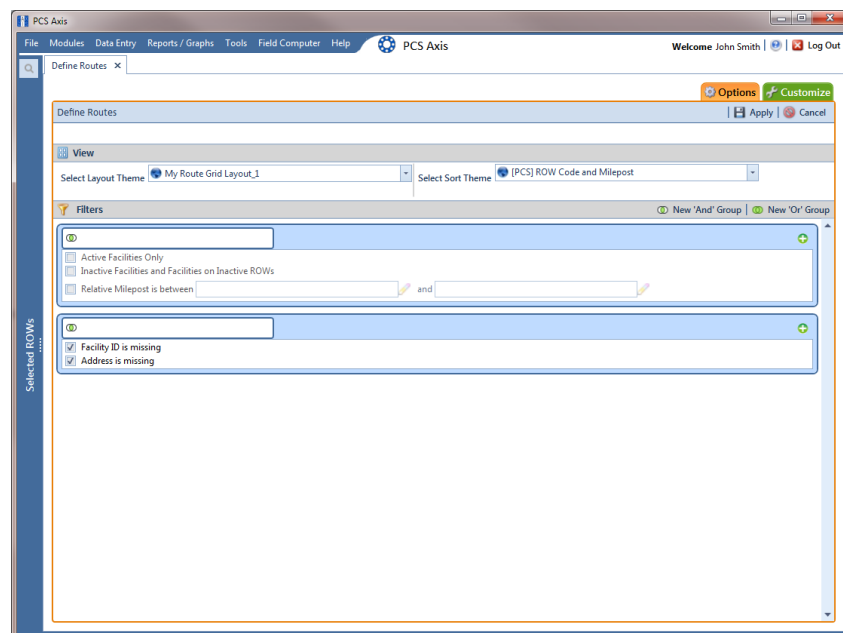 PCS Axis
File Modules Data Entry Reports / Graphs Tools Field Computer Help PCS Axis Welcome John Smith | | Log Out
Define Routes
Options Customize
Define Routes | Apply | Cancel
View
Select Layout Theme My Route Grid Layout_1 Select Sort Theme [PCS] ROW Code and Milepost
Filters New 'And' Group | New 'Or' Group
Active Facilities Only
Inactive Facilities and Facilities on Inactive ROWs
Relative Milepost is between and
Facility ID is missing
Address is missing
Selected ROWs